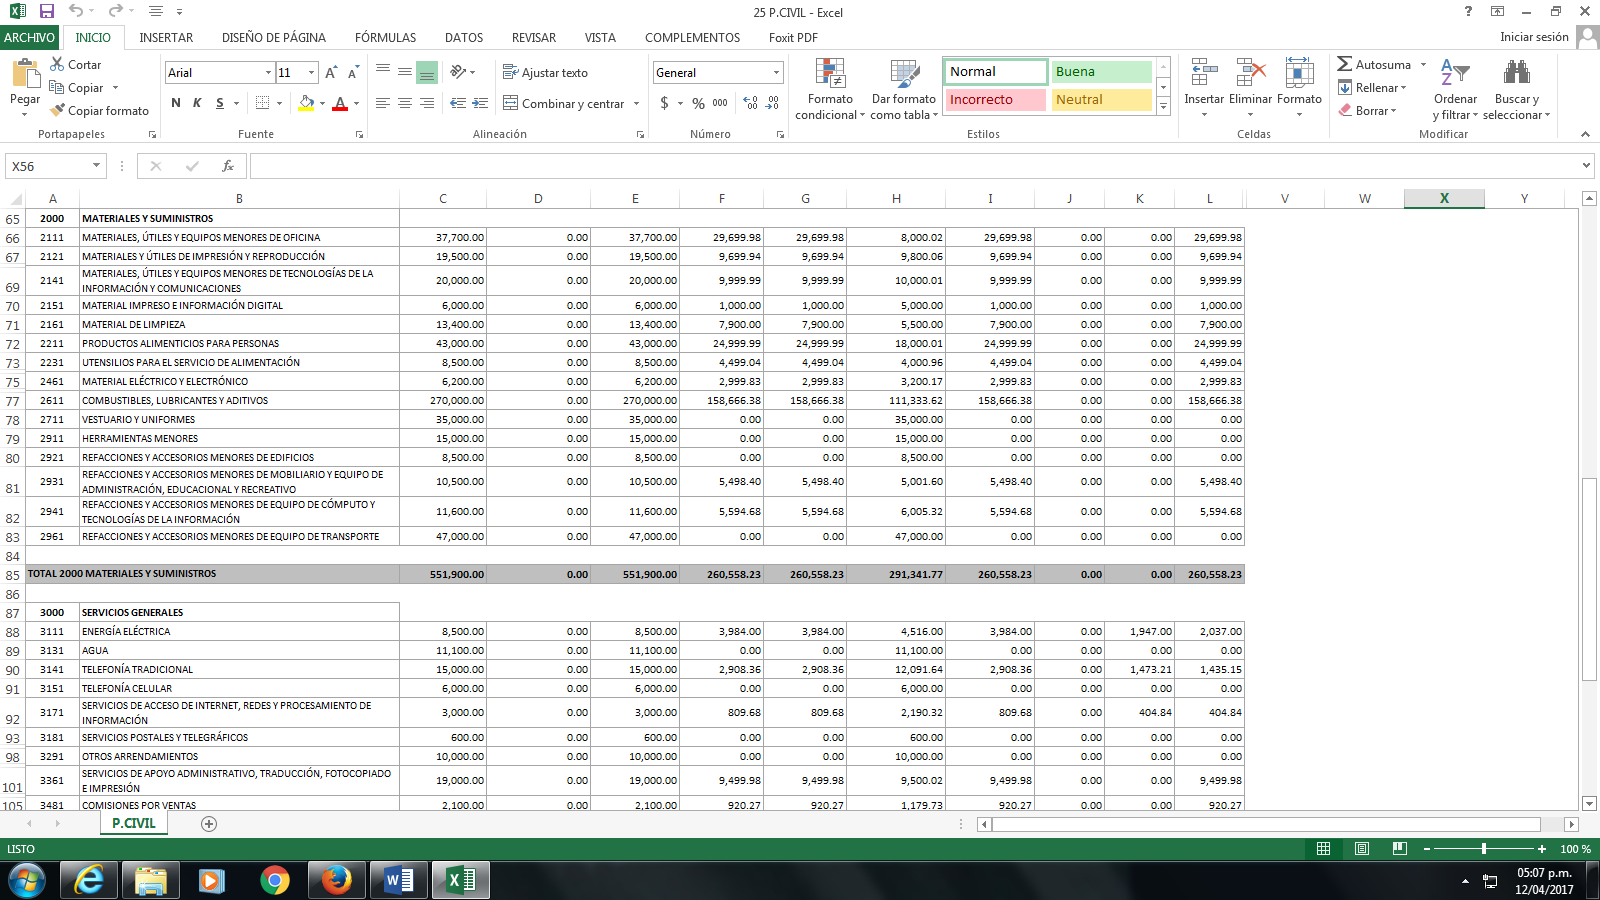 25 P.CIVIL - Excel
ARCHIVO INICIO INSERTAR DISEÑO DE PÁGINA FÓRMULAS DATOS REVISAR VISTA COMPLEMENTOS Foxit PDF Iniciar sesión
Pegar Cortar Copiar Copiar formato Portapapeles
Arial 11 N K S Fuente
Ajustar texto Combinar y centrar Alineación
General $ % 000 Número
Formato condicional Dar formato como tabla Normal Buena Incorrecto Neutral Estilos
Insertar Eliminar Formato Celdas
Autosuma Rellenar Borrar Ordenar y filtrar Buscar y seleccionar Modificar
X56 fx
A B C D E F G H I J K L V W X Y
65 2000 MATERIALES Y SUMINISTROS
66 2111 MATERIALES, ÚTILES Y EQUIPOS MENORES DE OFICINA 37,700.00 0.00 37,700.00 29,699.98 29,699.98 8,000.02 29,699.98 0.00 0.00 29,699.98
67 2121 MATERIALES Y ÚTILES DE IMPRESIÓN Y REPRODUCCIÓN 19,500.00 0.00 19,500.00 9,699.94 9,699.94 9,800.06 9,699.94 0.00 0.00 9,699.94
69 2141 MATERIALES, ÚTILES Y EQUIPOS MENORES DE TECNOLOGÍAS DE LA INFORMACIÓN Y COMUNICACIONES 20,000.00 0.00 20,000.00 9,999.99 9,999.99 10,000.01 9,999.99 0.00 0.00 9,999.99
70 2151 MATERIAL IMPRESO E INFORMACIÓN DIGITAL 6,000.00 0.00 6,000.00 1,000.00 1,000.00 5,000.00 1,000.00 0.00 0.00 1,000.00
71 2161 MATERIAL DE LIMPIEZA 13,400.00 0.00 13,400.00 7,900.00 7,900.00 5,500.00 7,900.00 0.00 0.00 7,900.00
72 2211 PRODUCTOS ALIMENTICIOS PARA PERSONAS 43,000.00 0.00 43,000.00 24,999.99 24,999.99 18,000.01 24,999.99 0.00 0.00 24,999.99
73 2231 UTENSILIOS PARA EL SERVICIO DE ALIMENTACIÓN 8,500.00 0.00 8,500.00 4,499.04 4,499.04 4,000.96 4,499.04 0.00 0.00 4,499.04
75 2461 MATERIAL ELÉCTRICO Y ELECTRÓNICO 6,200.00 0.00 6,200.00 2,999.83 2,999.83 3,200.17 2,999.83 0.00 0.00 2,999.83
77 2611 COMBUSTIBLES, LUBRICANTES Y ADITIVOS 270,000.00 0.00 270,000.00 158,666.38 158,666.38 111,333.62 158,666.38 0.00 0.00 158,666.38
78 2711 VESTUARIO Y UNIFORMES 35,000.00 0.00 35,000.00 0.00 0.00 35,000.00 0.00 0.00 0.00 0.00
79 2911 HERRAMIENTAS MENORES 15,000.00 0.00 15,000.00 0.00 0.00 15,000.00 0.00 0.00 0.00 0.00
80 2921 REFACCIONES Y ACCESORIOS MENORES DE EDIFICIOS 8,500.00 0.00 8,500.00 0.00 0.00 8,500.00 0.00 0.00 0.00 0.00
81 2931 REFACCIONES Y ACCESORIOS MENORES DE MOBILIARIO Y EQUIPO DE ADMINISTRACIÓN, EDUCACIONAL Y RECREATIVO 10,500.00 0.00 10,500.00 5,498.40 5,498.40 5,001.60 5,498.40 0.00 0.00 5,498.40
82 2941 REFACCIONES Y ACCESORIOS MENORES DE EQUIPO DE CÓMPUTO Y TECNOLOGÍAS DE LA INFORMACIÓN 11,600.00 0.00 11,600.00 5,594.68 5,594.68 6,005.32 5,594.68 0.00 0.00 5,594.68
83 2961 REFACCIONES Y ACCESORIOS MENORES DE EQUIPO DE TRANSPORTE 47,000.00 0.00 47,000.00 0.00 0.00 47,000.00 0.00 0.00 0.00 0.00
84
85 TOTAL 2000 MATERIALES Y SUMINISTROS 551,900.00 0.00 551,900.00 260,558.23 260,558.23 291,341.77 260,558.23 0.00 0.00 260,558.23
86
87 3000 SERVICIOS GENERALES
88 3111 ENERGÍA ELÉCTRICA 8,500.00 0.00 8,500.00 3,984.00 3,984.00 4,516.00 3,984.00 0.00 1,947.00 2,037.00
89 3131 AGUA 11,100.00 0.00 11,100.00 0.00 0.00 11,100.00 0.00 0.00 0.00 0.00
90 3141 TELEFONÍA TRADICIONAL 15,000.00 0.00 15,000.00 2,908.36 2,908.36 12,091.64 2,908.36 0.00 1,473.21 1,435.15
91 3151 TELEFONÍA CELULAR 6,000.00 0.00 6,000.00 0.00 0.00 6,000.00 0.00 0.00 0.00 0.00
92 3171 SERVICIOS DE ACCESO DE INTERNET, REDES Y PROCESAMIENTO DE INFORMACIÓN 3,000.00 0.00 3,000.00 809.68 809.68 2,190.32 809.68 0.00 404.84 404.84
93 3181 SERVICIOS POSTALES Y TELEGRÁFICOS 600.00 0.00 600.00 0.00 0.00 600.00 0.00 0.00 0.00 0.00
98 3291 OTROS ARRENDAMIENTOS 10,000.00 0.00 10,000.00 0.00 0.00 10,000.00 0.00 0.00 0.00 0.00
101 3361 SERVICIOS DE APOYO ADMINISTRATIVO, TRADUCCIÓN, FOTOCOPIADO E IMPRESIÓN 19,000.00 0.00 19,000.00 9,499.98 9,499.98 9,500.02 9,499.98 0.00 0.00 9,499.98
105 3481 COMISIONES POR VENTAS 2,100.00 0.00 2,100.00 920.27 920.27 1,179.73 920.27 0.00 0.00 920.27
P.CIVIL
LISTO 100 %
05:07 p.m.
12/04/2017